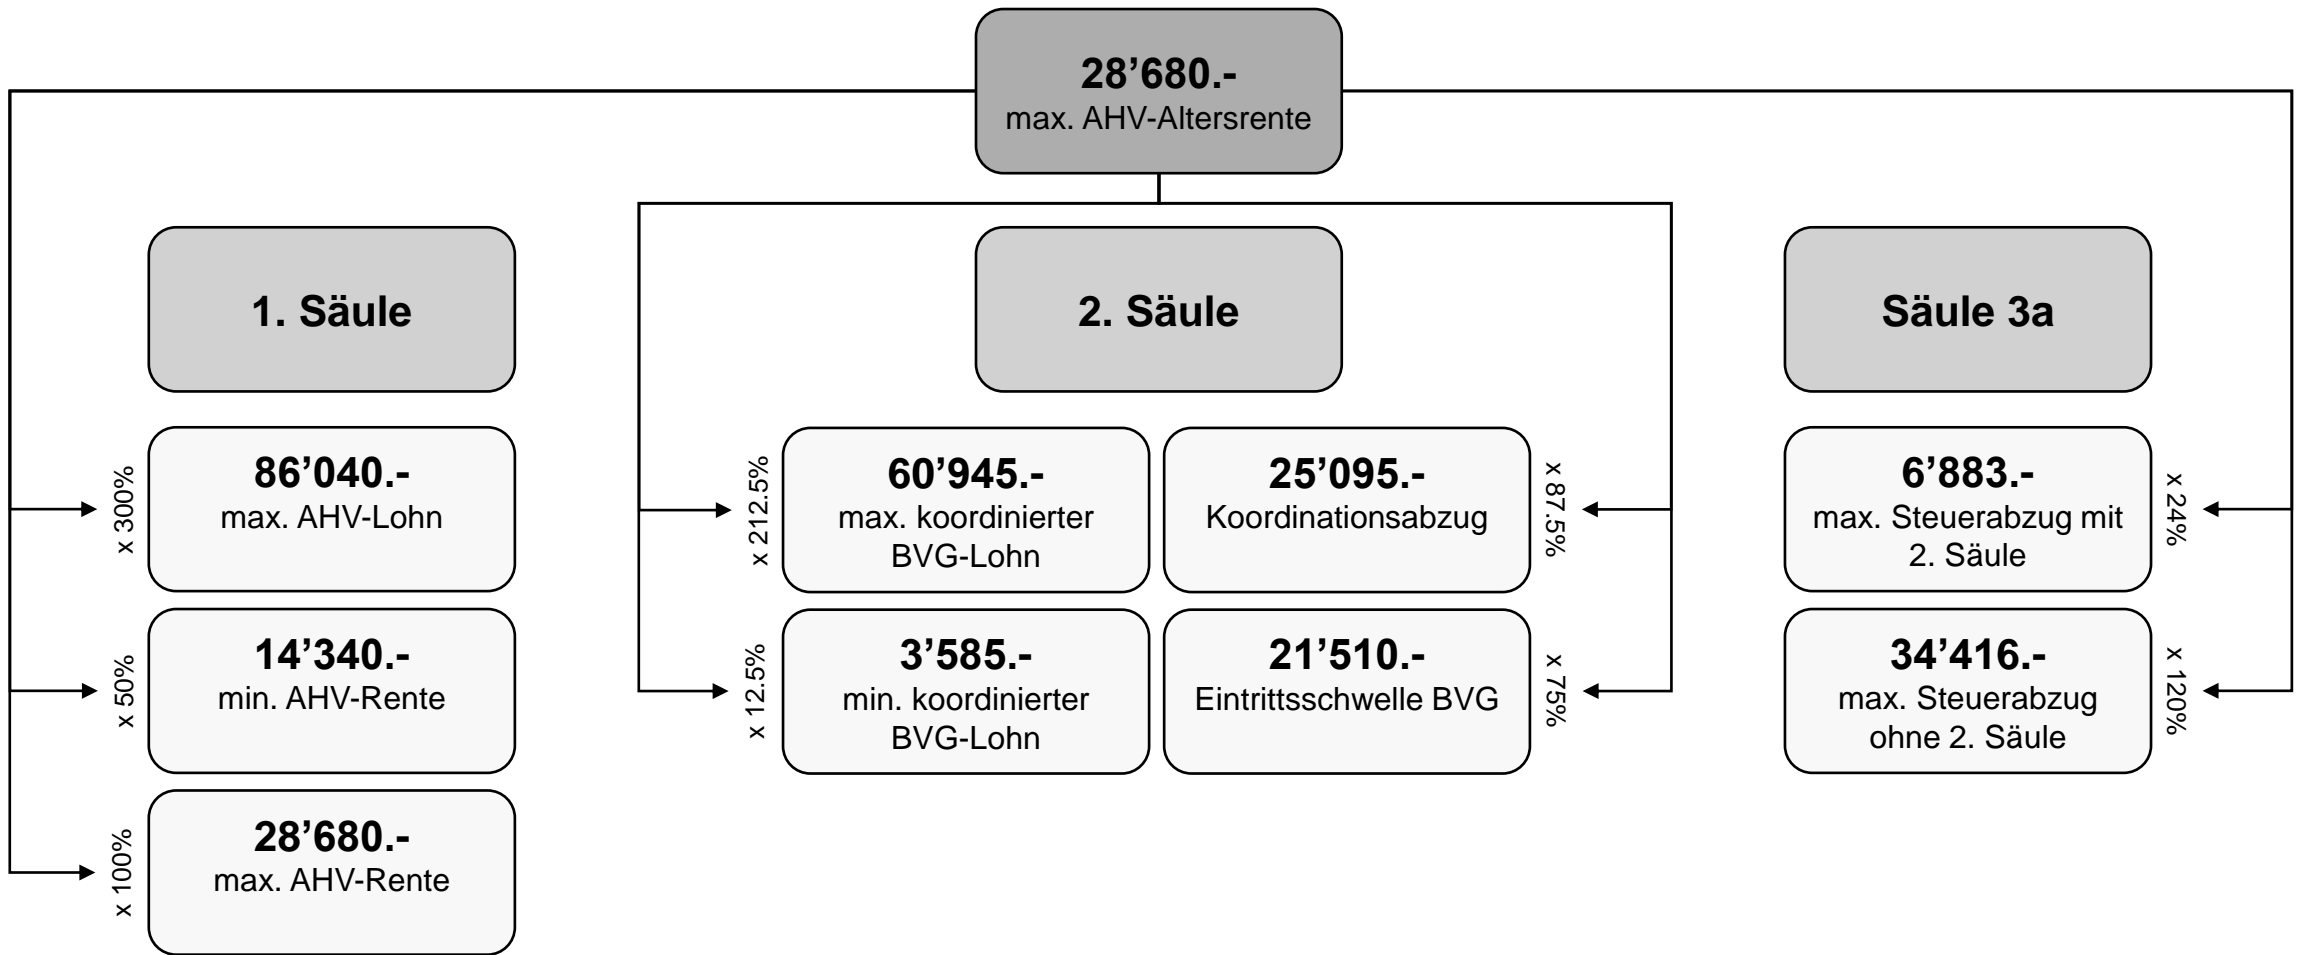 28’680.-
max. AHV-Altersrente
1. Säule
x 300%
86’040.-
max. AHV-Lohn
x 50%
14’340.-
min. AHV-Rente
x 100%
28’680.-
max. AHV-Rente
2. Säule
x 212.5%
60’945.-
max. koordinierter
BVG-Lohn
25’095.-
Koordinationsabzug
x 87.5%
x 12.5%
3’585.-
min. koordinierter
BVG-Lohn
21’510.-
Eintrittsschwelle BVG
x 75%
Säule 3a
6’883.-
max. Steuerabzug mit
2. Säule
x 24%
34’416.-
max. Steuerabzug
ohne 2. Säule
x 120%